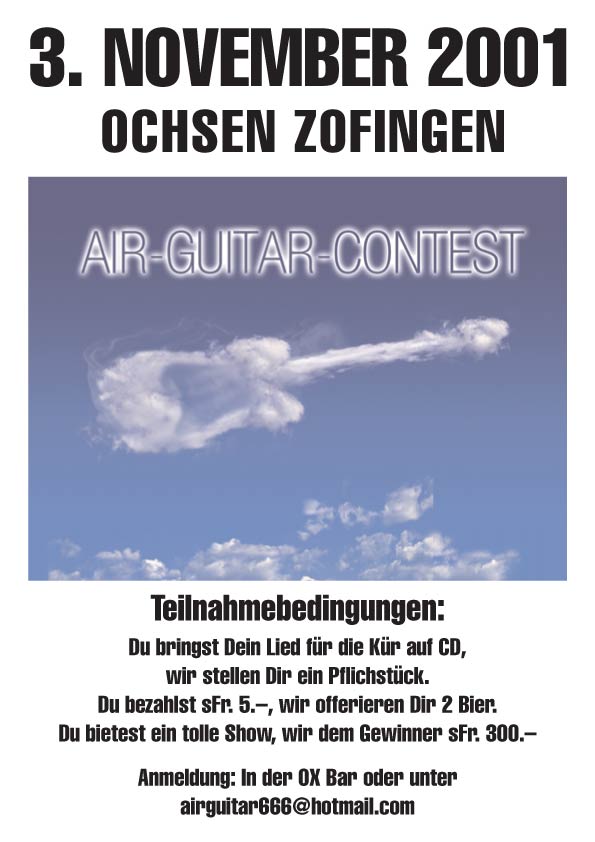 3. NOVEMBER 2001
OCHSEN ZOFINGEN
AIR-GUITAR-CONTEST
Teilnahmebedingungen:
Du bringst Dein Lied für die Kür auf CD,
wir stellen Dir ein Pflichstück.
Du bezahlst sFr. 5.–, wir offerieren Dir 2 Bier.
Du bietest ein tolle Show, wir dem Gewinner sFr. 300.–
Anmeldung: In der OX Bar oder unter
airguitar666@hotmail.com